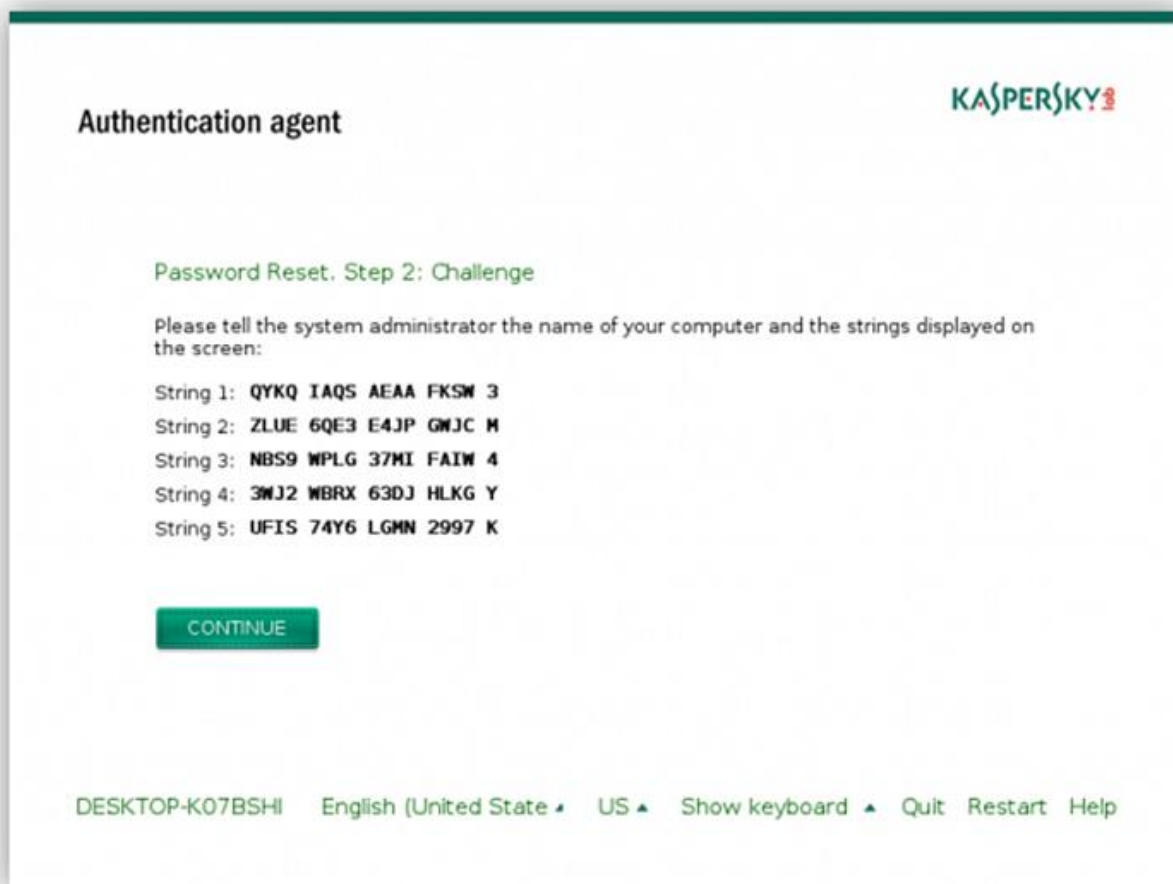 Authentication agent
KASPERSKY lab
Password Reset. Step 2: Challenge
Please tell the system administrator the name of your computer and the strings displayed on
the screen:
String 1: QYKQ IAQS AEAA FKSW 3
String 2: ZLUE 6QE3 E4JP GWJC M
String 3: NBS9 WPLG 37MI FAIW 4
String 4: 3WJ2 WBRX 63DJ HLKG Y
String 5: UFIS 74Y6 LGMN 2997 K
CONTINUE
DESKTOP-K07BSHI English (United State US Show keyboard Quit Restart Help